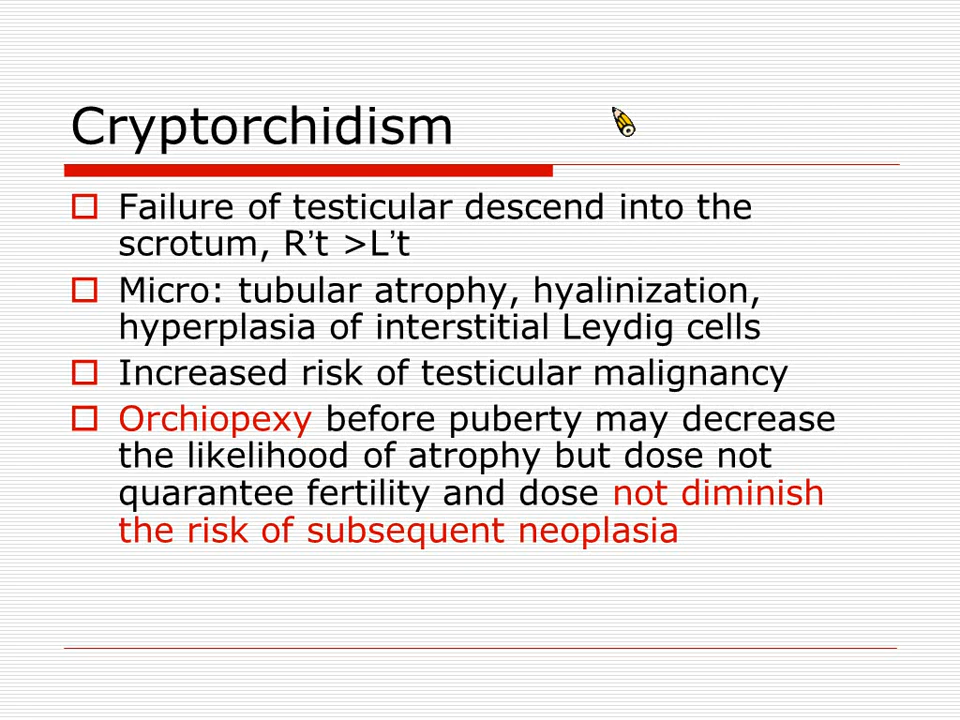 Cryptorchidism
Failure of testicular descend into the
scrotum, R’t >L’t
Micro: tubular atrophy, hyalinization,
hyperplasia of interstitial Leydig cells
Increased risk of testicular malignancy
Orchiopexy before puberty may decrease
the likelihood of atrophy but dose not
quarantee fertility and dose not diminish
the risk of subsequent neoplasia